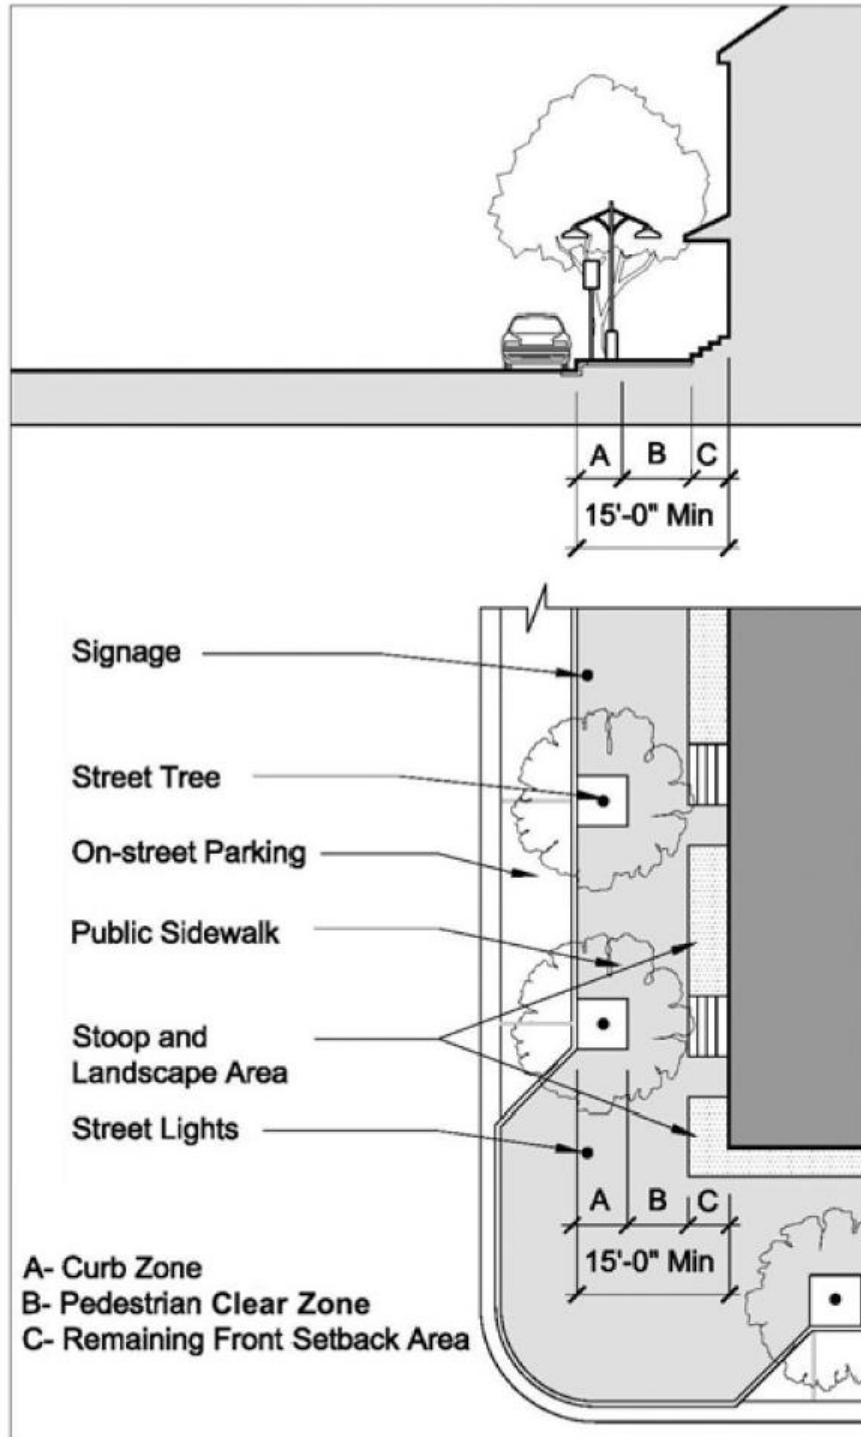 A B C
15'-0" Min
Signage
Street Tree
On-street Parking
Public Sidewalk
Stoop and
Landscape Area
Street Lights
A B C
15'-0" Min
A- Curb Zone
B- Pedestrian Clear Zone
C- Remaining Front Setback Area